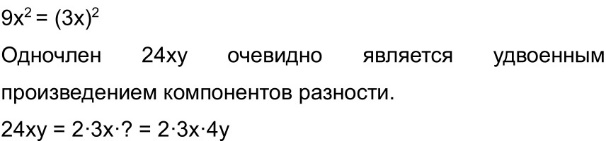 9x² = (3x)²
Одночлен 24xy очевидно является удвоенным
произведением компонентов разности.
24xy = 2·3x·? = 2·3x·4y